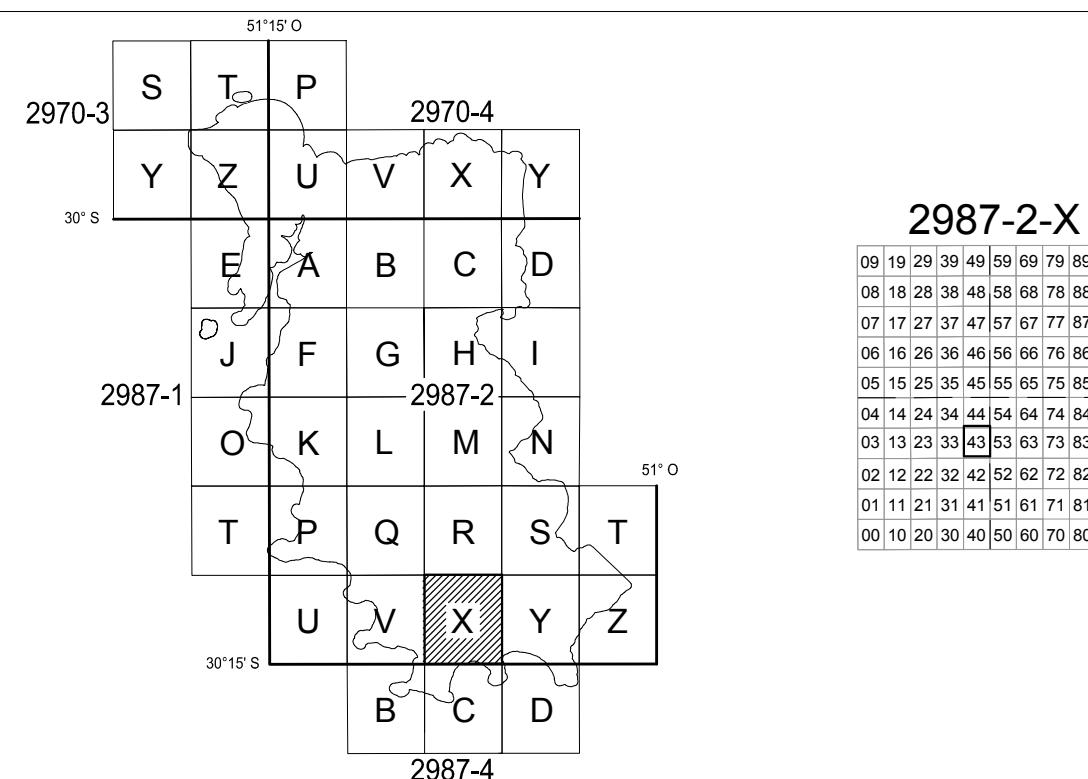 51°15' O
S T P
2970-3 2970-4
Y Z U V X Y
30° S
E A B C D
J F G H I
2987-1 2987-2
O K L M N
51° O
T P Q R S T
U V X Y Z
30°15' S
B C D
2987-4
2987-2-X
09 19 29 39 49 59 69 79 89
08 18 28 38 48 58 68 78 88
07 17 27 37 47 57 67 77 87
06 16 26 36 46 56 66 76 86
05 15 25 35 45 55 65 75 85
04 14 24 34 44 54 64 74 84
03 13 23 33 43 53 63 73 83
02 12 22 32 42 52 62 72 82
01 11 21 31 41 51 61 71 81
00 10 20 30 40 50 60 70 80